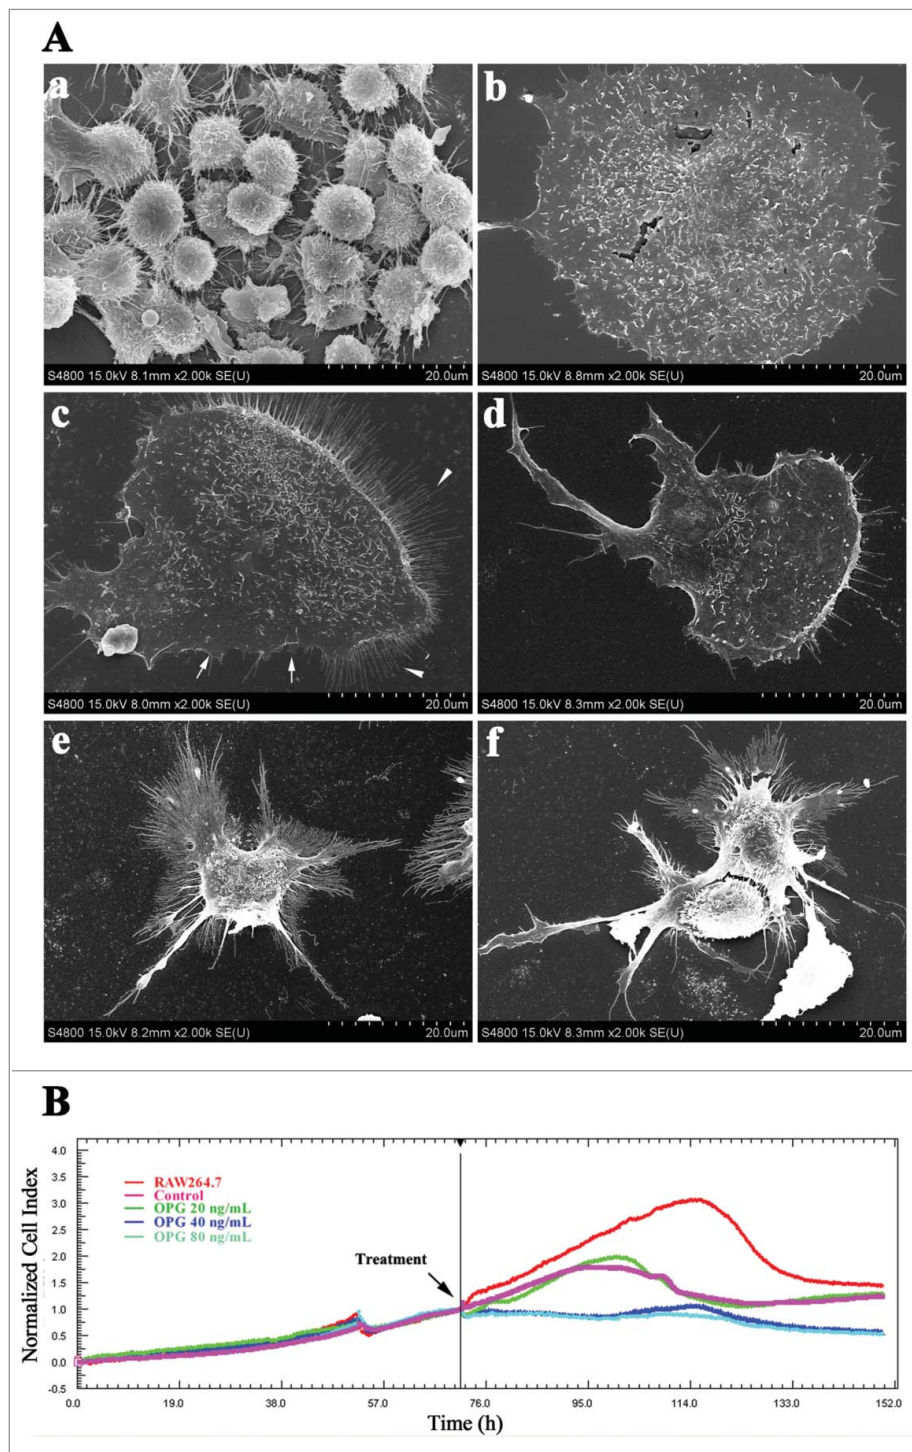 A
a
b
S4800 15.0kV 8.1mm x2.00k SE(U) 20.0um
S4800 15.0kV 8.8mm x2.00k SE(U) 20.0um
c
d
S4800 15.0kV 8.0mm x2.00k SE(U) 20.0um
S4800 15.0kV 8.3mm x2.00k SE(U) 20.0um
e
f
S4800 15.0kV 8.2mm x2.00k SE(U) 20.0um
S4800 15.0kV 8.3mm x2.00k SE(U) 20.0um
B
Normalized Cell Index
4.0
3.5
3.0
2.5
2.0
1.5
1.0
0.5
0.0
-0.5
RAW264.7
Control
OPG 20 ng/mL
OPG 40 ng/mL
OPG 80 ng/mL
Treatment
0.0 19.0 38.0 57.0 76.0 95.0 114.0 133.0 152.0
Time (h)